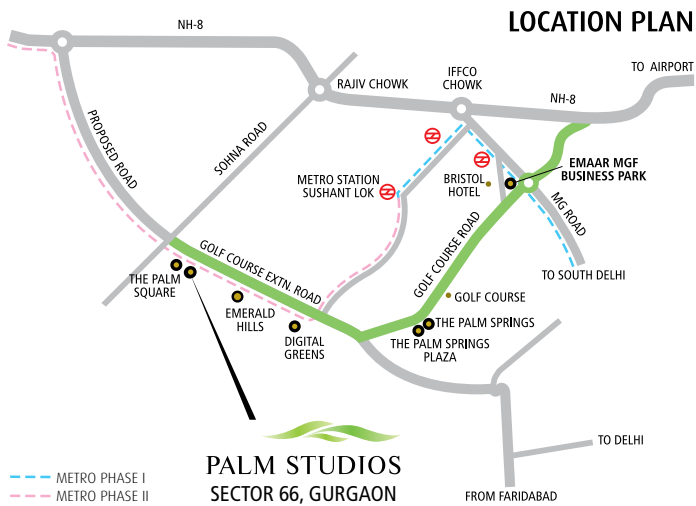 LOCATION PLAN
NH-8
TO AIRPORT
IFFCO
CHOWK
RAJIV CHOWK
NH-8
PROPOSED ROAD
SOHNA ROAD
METRO STATION
SUSHANT LOK
BRISTOL
HOTEL
EMAAR MGF
BUSINESS PARK
MG ROAD
GOLF COURSE ROAD
GOLF COURSE EXTN. ROAD
TO SOUTH DELHI
THE PALM
SQUARE
EMERALD
HILLS
DIGITAL
GREENS
GOLF COURSE
THE PALM SPRINGS
THE PALM SPRINGS
PLAZA
PALM STUDIOS
SECTOR 66, GURGAON
TO DELHI
FROM FARIDABAD
METRO PHASE I
METRO PHASE II